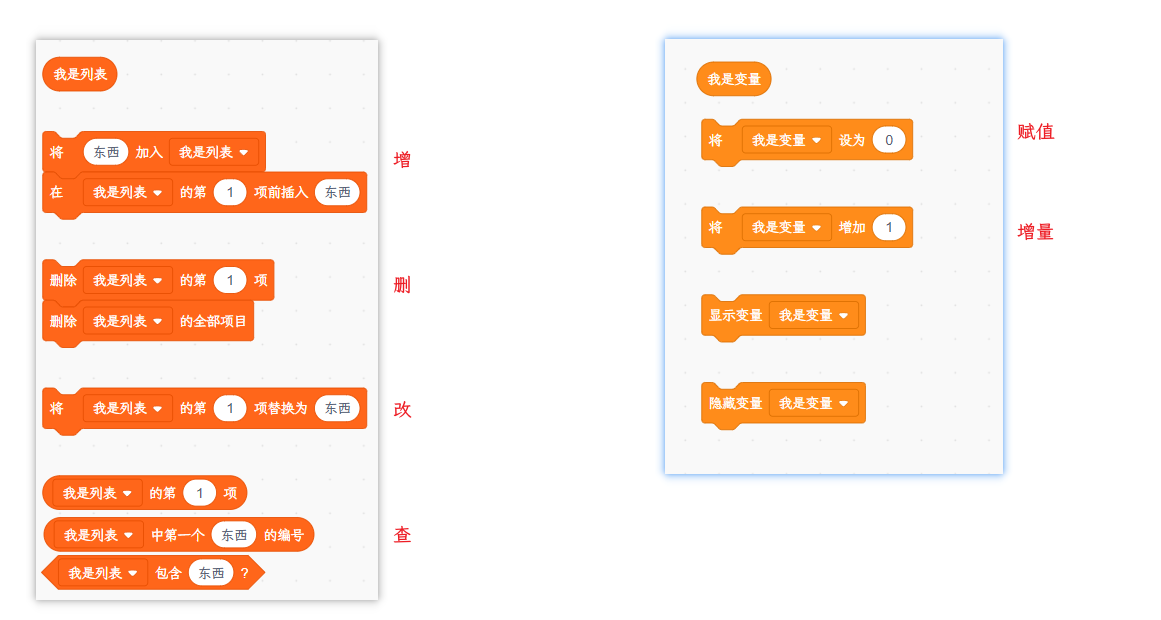 我是列表
将 东西 加入 我是列表
增
在 我是列表 的第 1 项前插入 东西
删除 我是列表 的第 1 项
删
删除 我是列表 的全部项目
将 我是列表 的第 1 项替换为 东西
改
我是列表 的第 1 项
我是列表 中第一个 东西 的编号
查
我是列表 包含 东西 ?
我是变量
将 我是变量 设为 0
赋值
将 我是变量 增加 1
增量
显示变量 我是变量
隐藏变量 我是变量